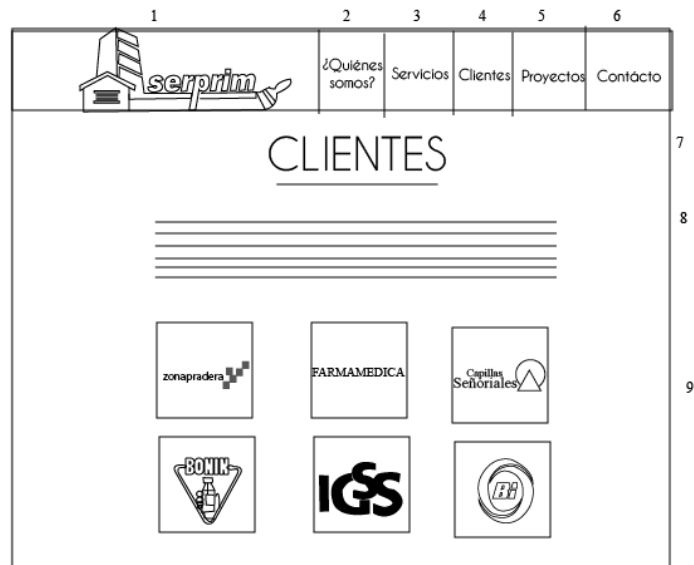 1 2 3 4 5 6
serprim
¿Quiénes
somos?
Servicios
Clientes
Proyectos
Contácto
CLIENTES
7
8
zonapradera
FARMAMEDICA
Capillas
Señoriales
9
BONIN
IGSS
Bi